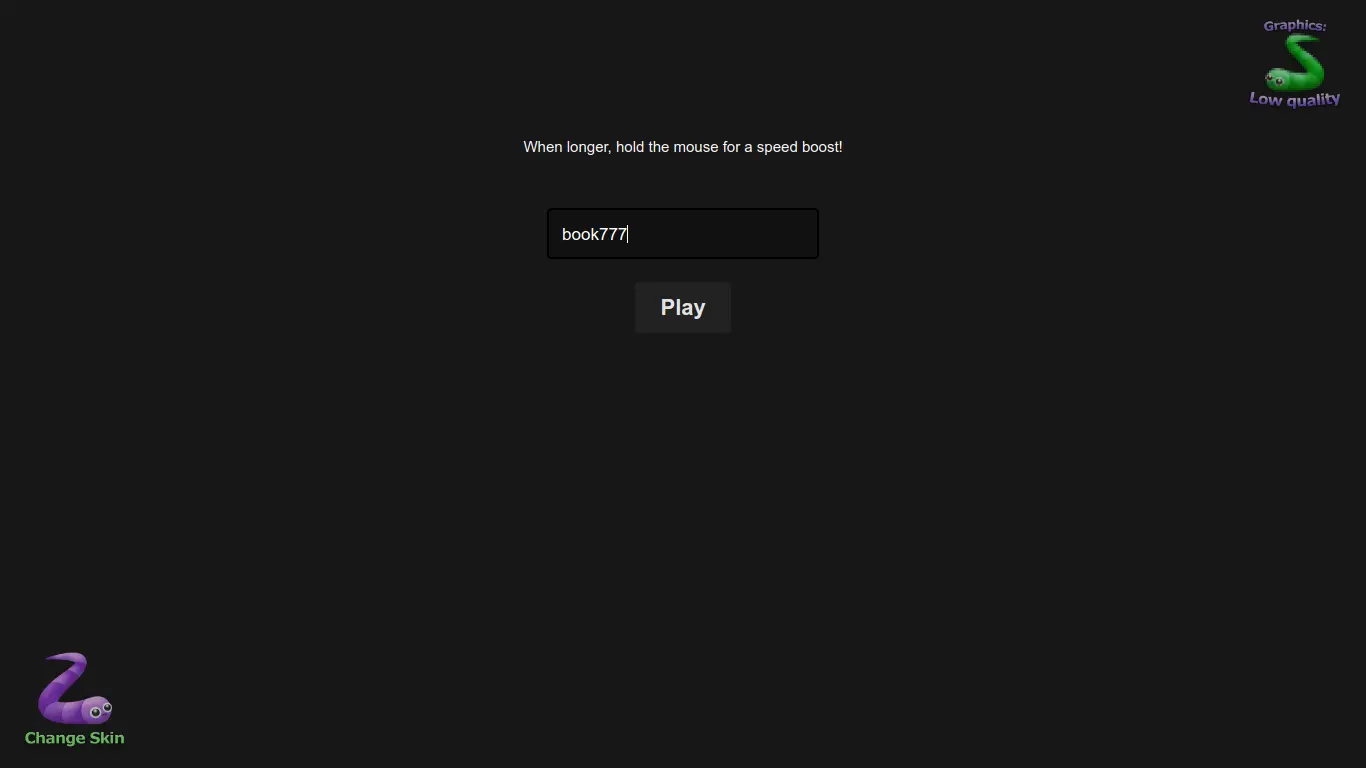 Graphics:
Low quality
When longer, hold the mouse for a speed boost!
book777
Play
Change Skin